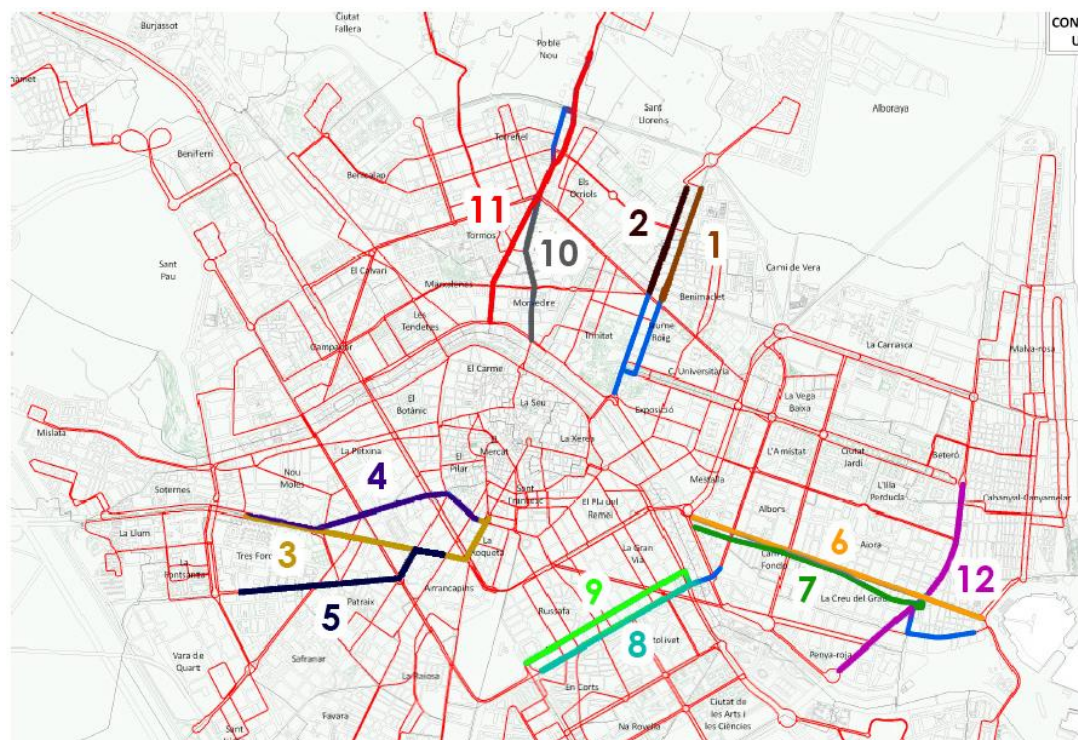 Burjassot
Ciutat
Fallera
Poble
Nou
CON
U
Sant
Llorens
Alboraya
Beniferri
Torrefiel
Benicalap
Els
Orriols
11
2
1
Tormos
10
Sant
Pau
El Calvari
Camí de Vera
Marxalenes
Morvedre
Benimaclet
Les
Tendetes
Trinitat
Jaume
Roig
Campanar
La Carrasca
Malva-rosa
El Carme
C. Universitària
El
Botànic
La Seu
Exposició
La Vega
Baixa
Mislata
La Petxina
El
Mercat
La Xerea
L'Amistat
Ciutat
Jardí
Beteró
4
El
Pilar
Nou
Moles
Mestalla
Soternes
Sant
Francesc
El Pla del
Remei
L'Illa
Perduda
Cabanyal-Canyamelar
Albors
La Llum
3
Tres Forques
La
Roqueta
La Gran
Via
6
Aiora
La
Fontsanta
Camí
Fondo
7
12
Arrancapins
9
La Creu del Grau
5
Patraix
Russafa
8
Penya-roja
Vara de
Quart
Safranar
La Raiosa
En Corts
Ciutat de
les Arts i
les Ciències
Favara
Na Rovella
Sant